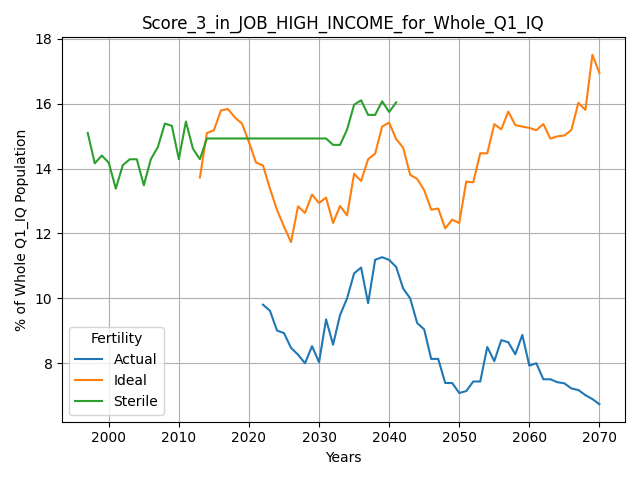 Score_3_in_JOB_HIGH_INCOME_for_Whole_Q1_IQ
% of Whole Q1_IQ Population
18
16
14
12
10
8
Fertility
Actual
Ideal
Sterile
2000
2010
2020
2030
2040
2050
2060
2070
Years